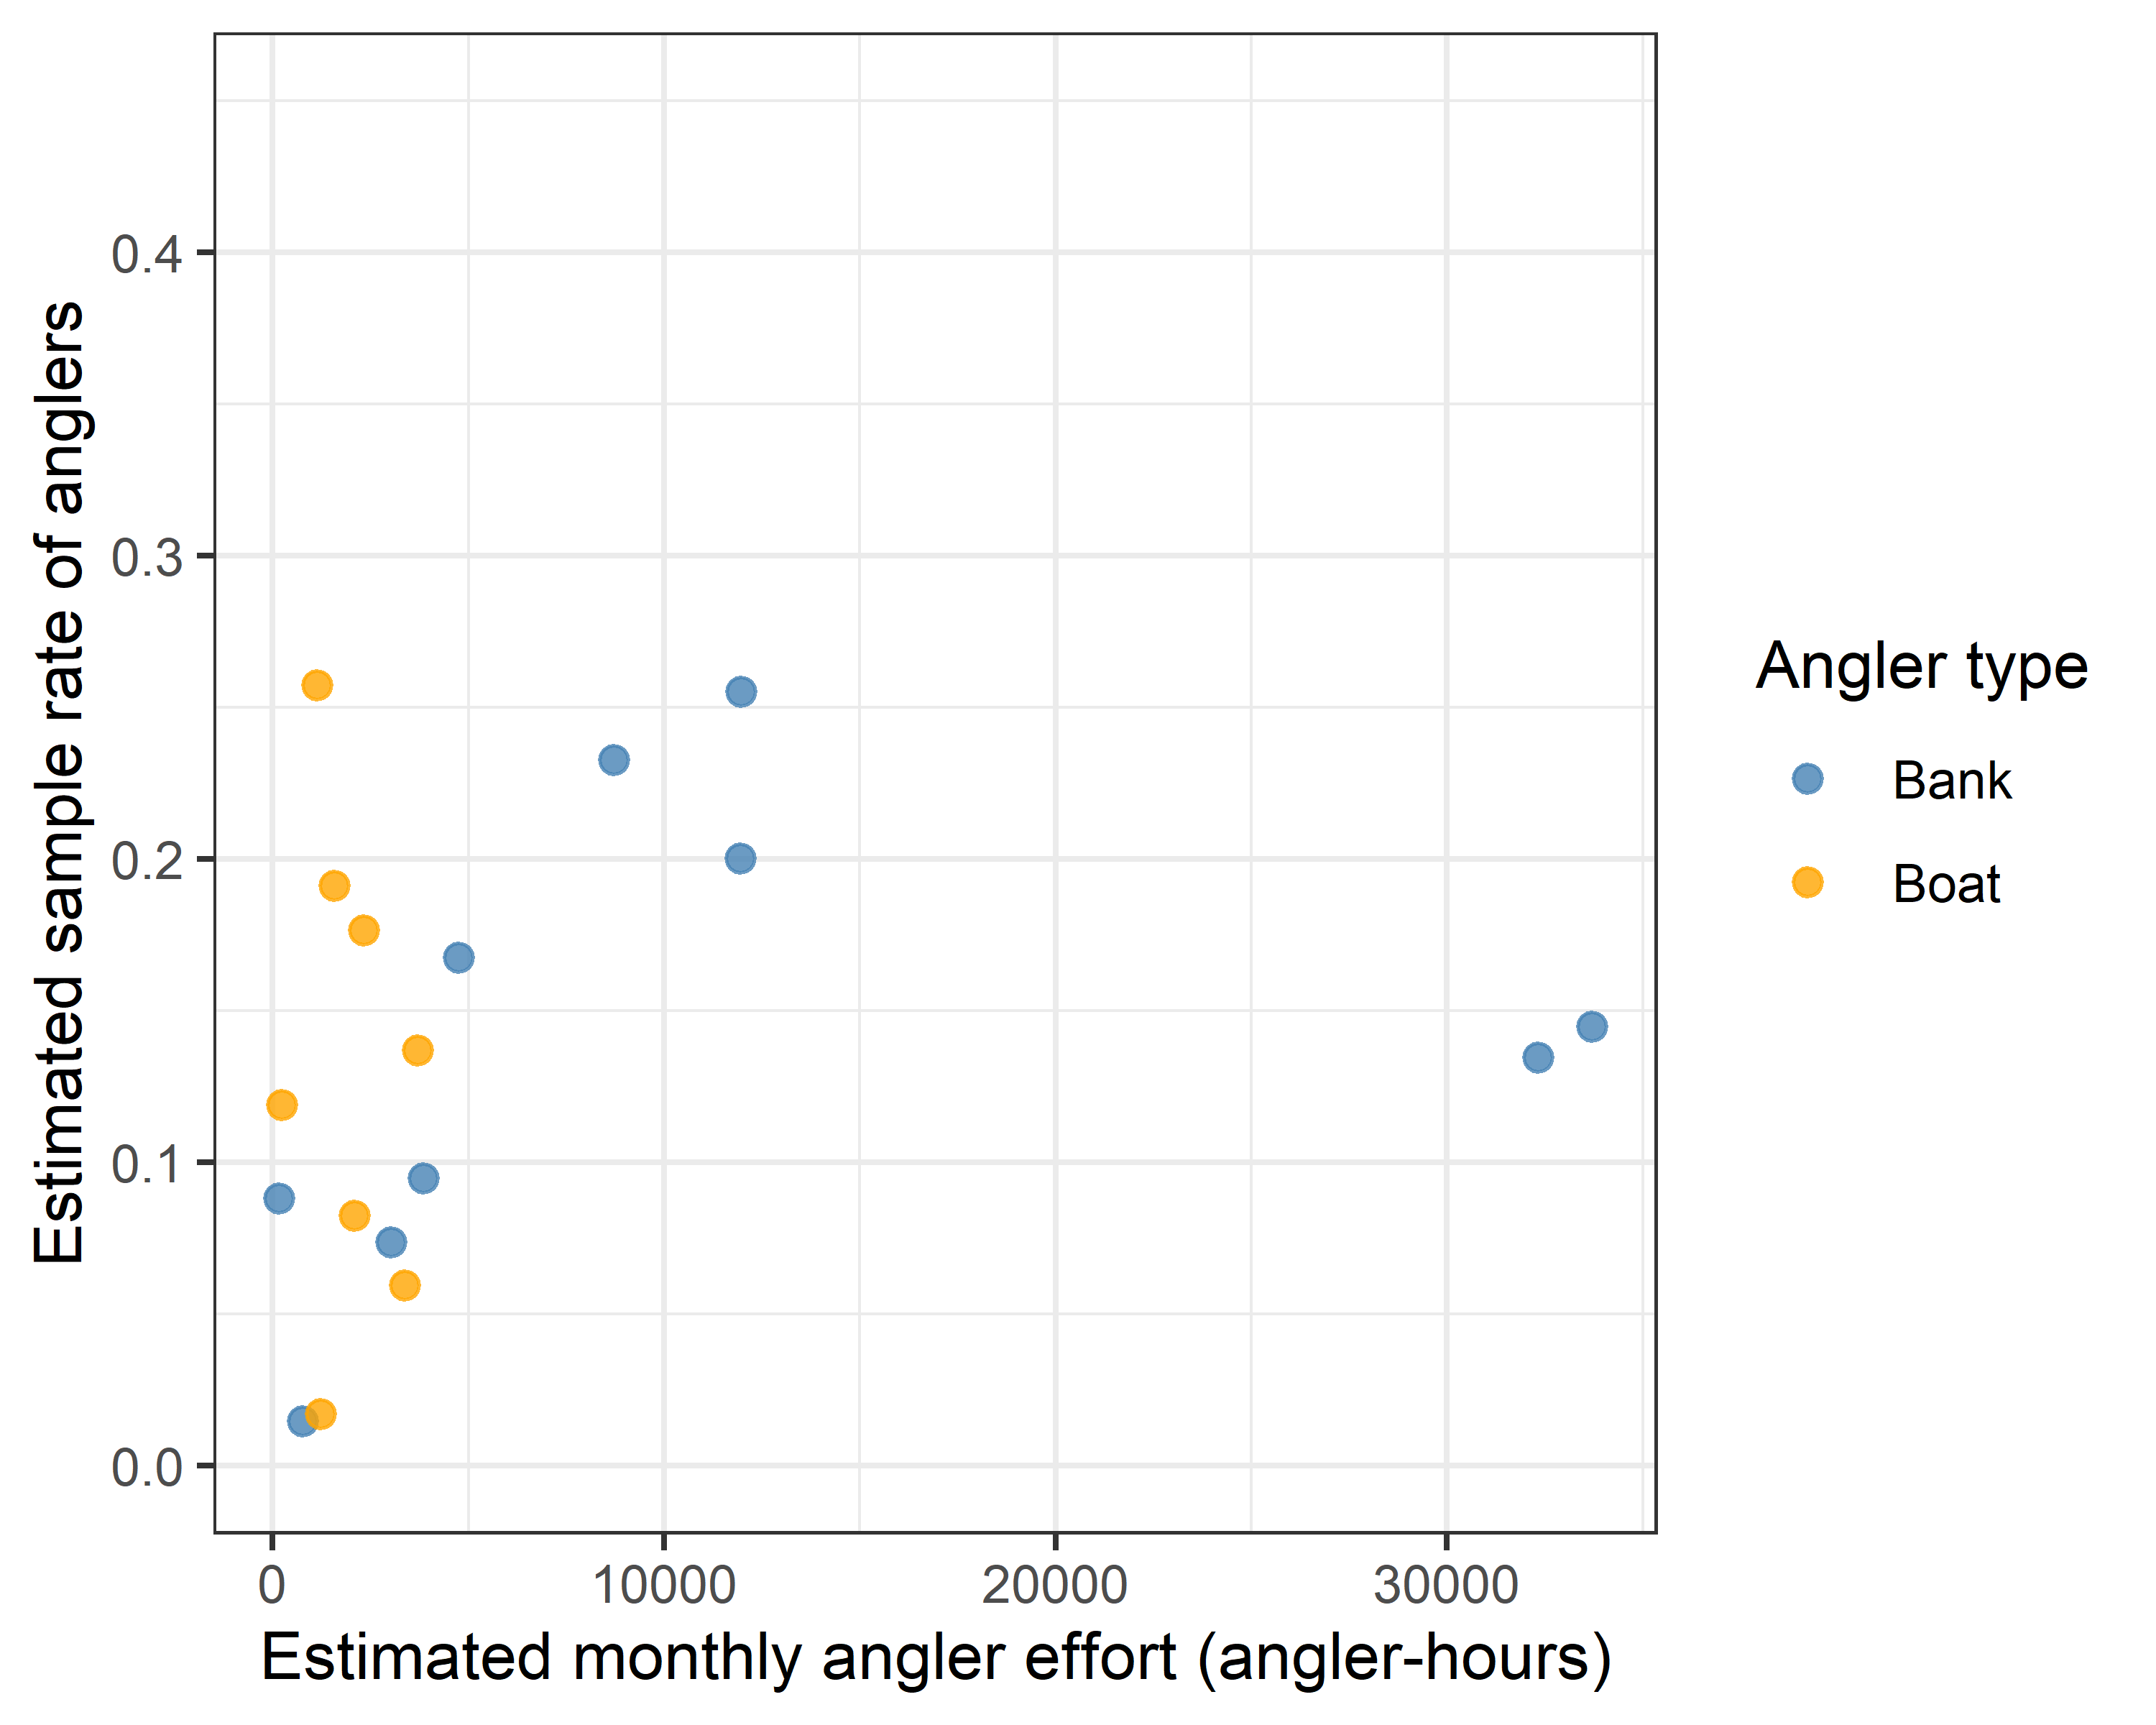 Estimated sample rate of anglers
0.4
0.3
0.2
0.1
0.0
0 10000 20000 30000
Estimated monthly angler effort (angler-hours)
Angler type
Bank
Boat